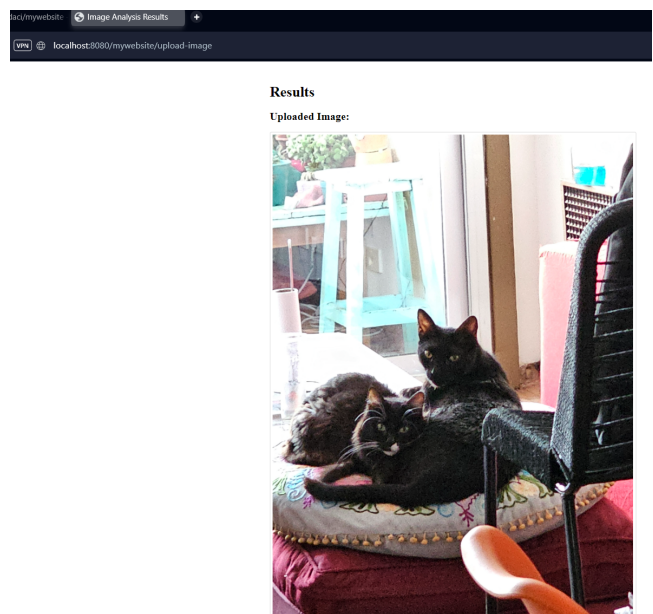 daci/mywebsite
Image Analysis Results
+
VPN
localhost:8080/mywebsite/upload-image
Results
Uploaded Image: